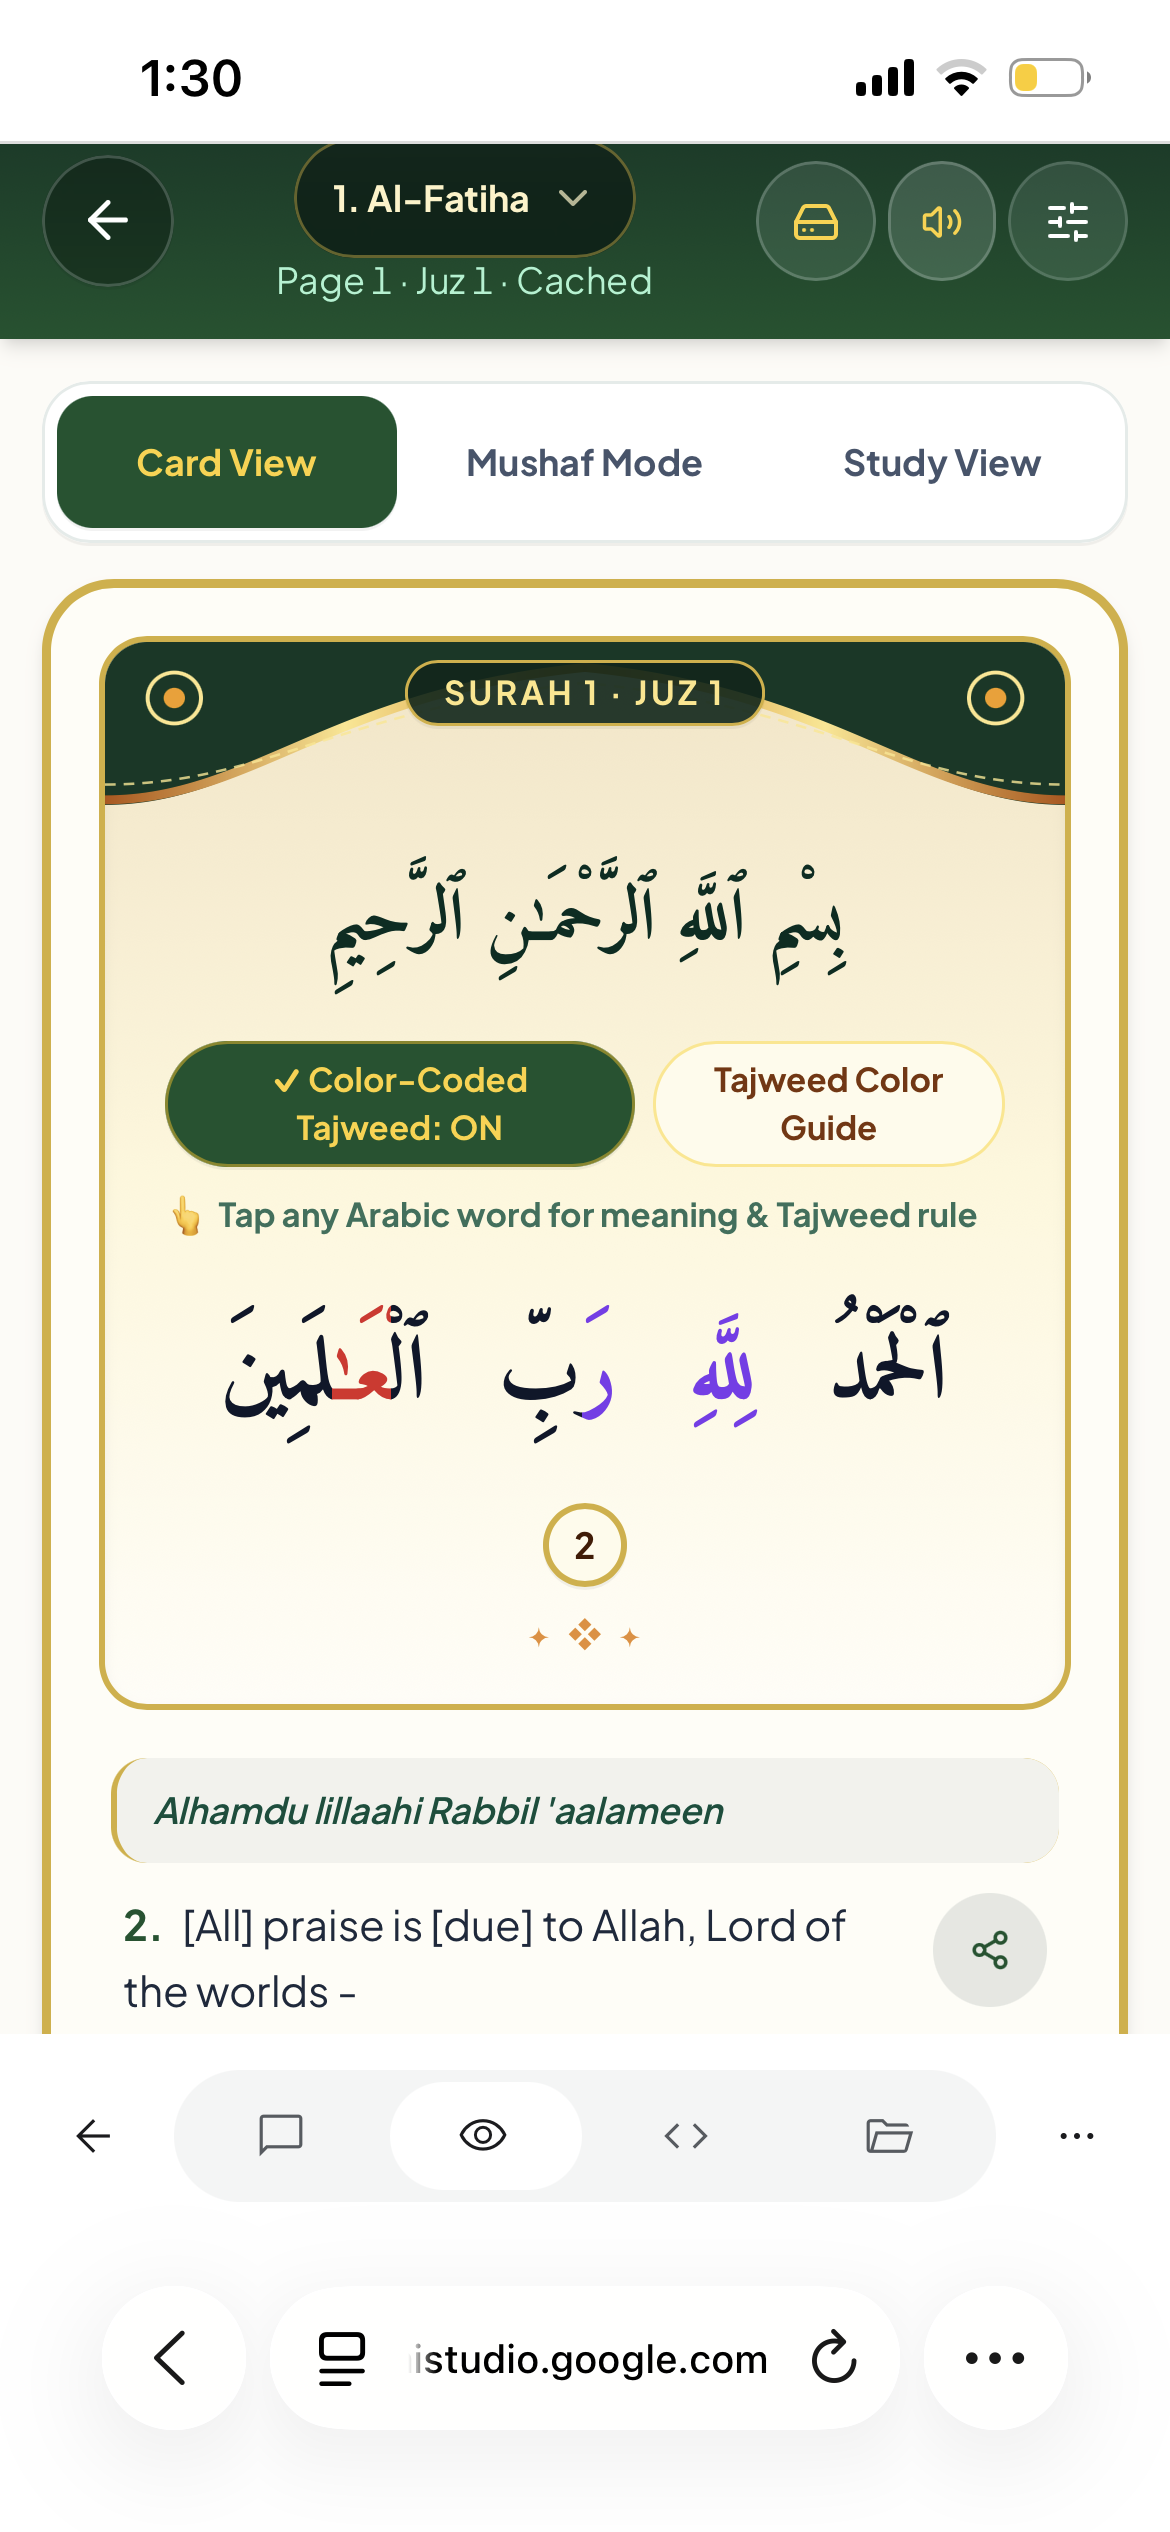 1:30
1. Al-Fatiha
Page 1 · Juz 1 · Cached
Card View
Mushaf Mode
Study View
SURAH 1 · JUZ 1
بِسْمِ ٱللَّهِ ٱلرَّحْمَـٰنِ ٱلرَّحِيمِ
✓ Color-Coded
Tajweed: ON
Tajweed Color
Guide
👆 Tap any Arabic word for meaning & Tajweed rule
ٱلْحَمْدُ لِلَّهِ رَبِّ ٱلْعَـٰلَمِينَ
2
Alhamdu lillaahi Rabbil 'aalameen
2. [All] praise is [due] to Allah, Lord of
the worlds -
istudio.google.com